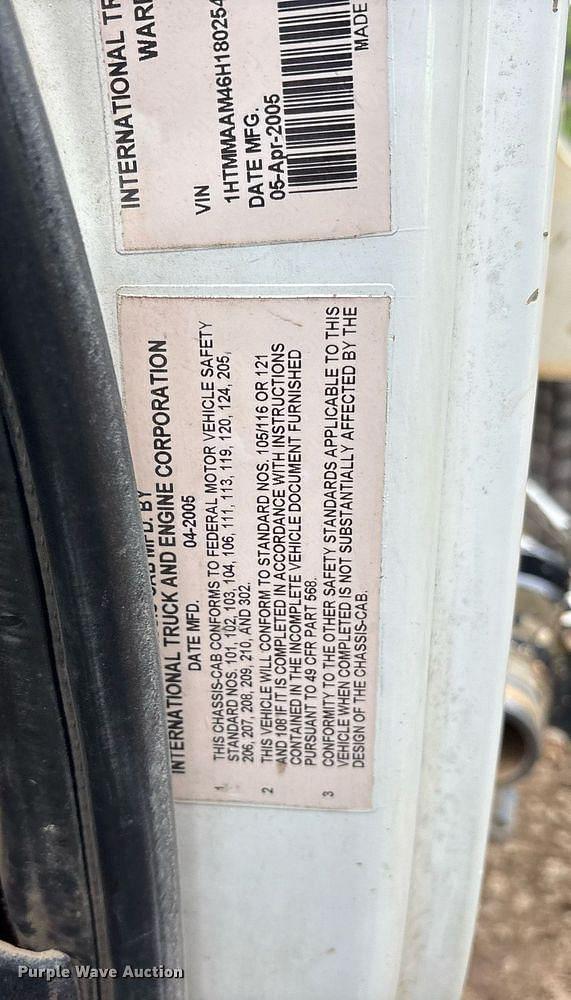 INTERNATIONAL
VIN
1HTMMAAM46H180254
DATE MFG.
05-Apr-2005
MADE
CAB MFD. BY
INTERNATIONAL TRUCK AND ENGINE CORPORATION
DATE MFD. 04-2005
1 THIS CHASSIS-CAB CONFORMS TO FEDERAL MOTOR VEHICLE SAFETY
STANDARD NOS. 101, 102, 103, 104, 106, 111, 113, 119, 120, 124, 205,
206, 207, 208, 209, 210, AND 302.
2 THIS VEHICLE WILL CONFORM TO STANDARD NOS. 105/116 OR 121
AND 108 IF IT IS COMPLETED IN ACCORDANCE WITH INSTRUCTIONS
CONTAINED IN THE INCOMPLETE VEHICLE DOCUMENT FURNISHED
PURSUANT TO 49 CFR PART 568.
3 CONFORMITY TO THE OTHER SAFETY STANDARDS APPLICABLE TO THIS
VEHICLE WHEN COMPLETED IS NOT SUBSTANTIALLY AFFECTED BY THE
DESIGN OF THE CHASSIS-CAB.
Purple Wave Auction